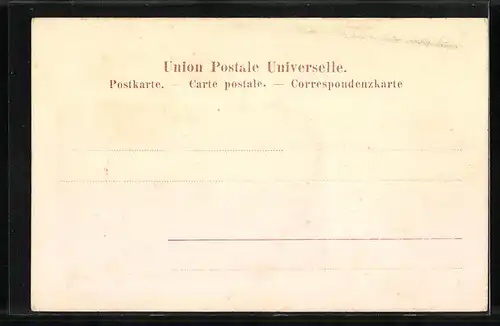 Union Postale Universelle.
Postkarte. — Carte postale. — Correspondenzkarte